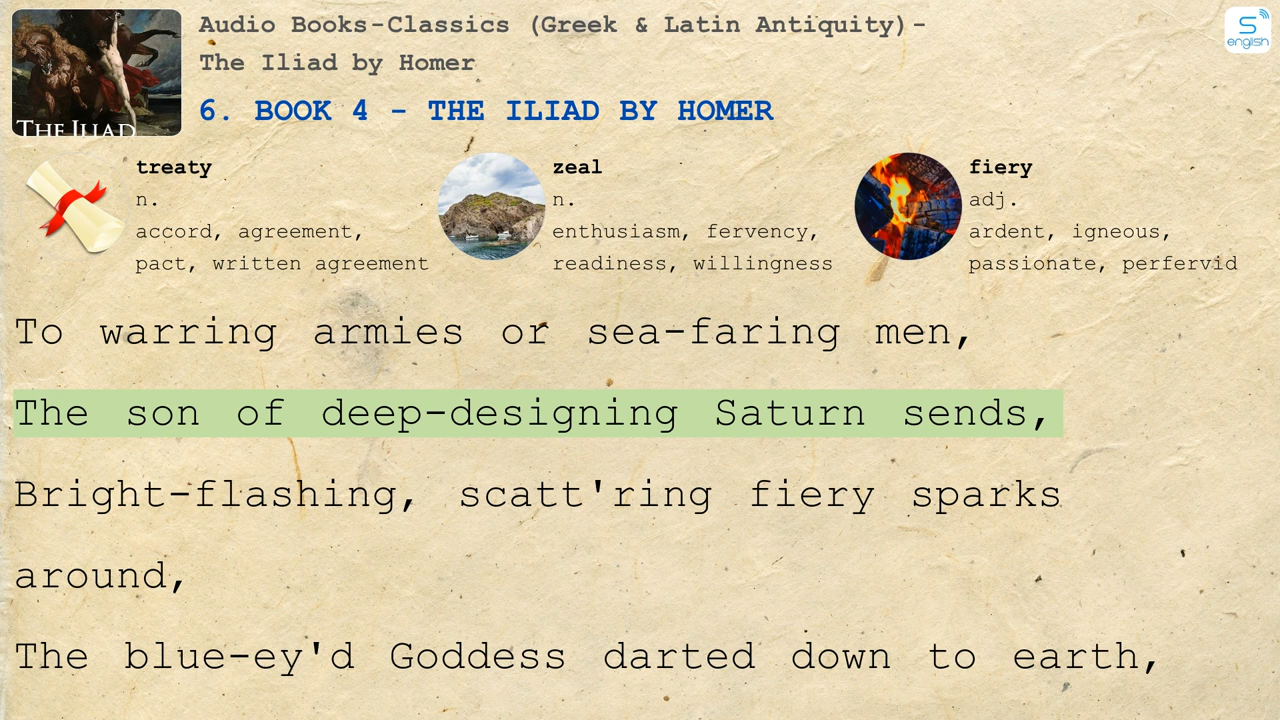 Audio Books-Classics (Greek & Latin Antiquity)-
The Iliad by Homer
6. BOOK 4 - THE ILIAD BY HOMER
THE ILIAD
S
english
treaty
n.
accord, agreement,
pact, written agreement
zeal
n.
enthusiasm, fervency,
readiness, willingness
fiery
adj.
ardent, igneous,
passionate, perfervid
To warring armies or sea-faring men,
The son of deep-designing Saturn sends,
Bright-flashing, scatt'ring fiery sparks
around,
The blue-ey'd Goddess darted down to earth,